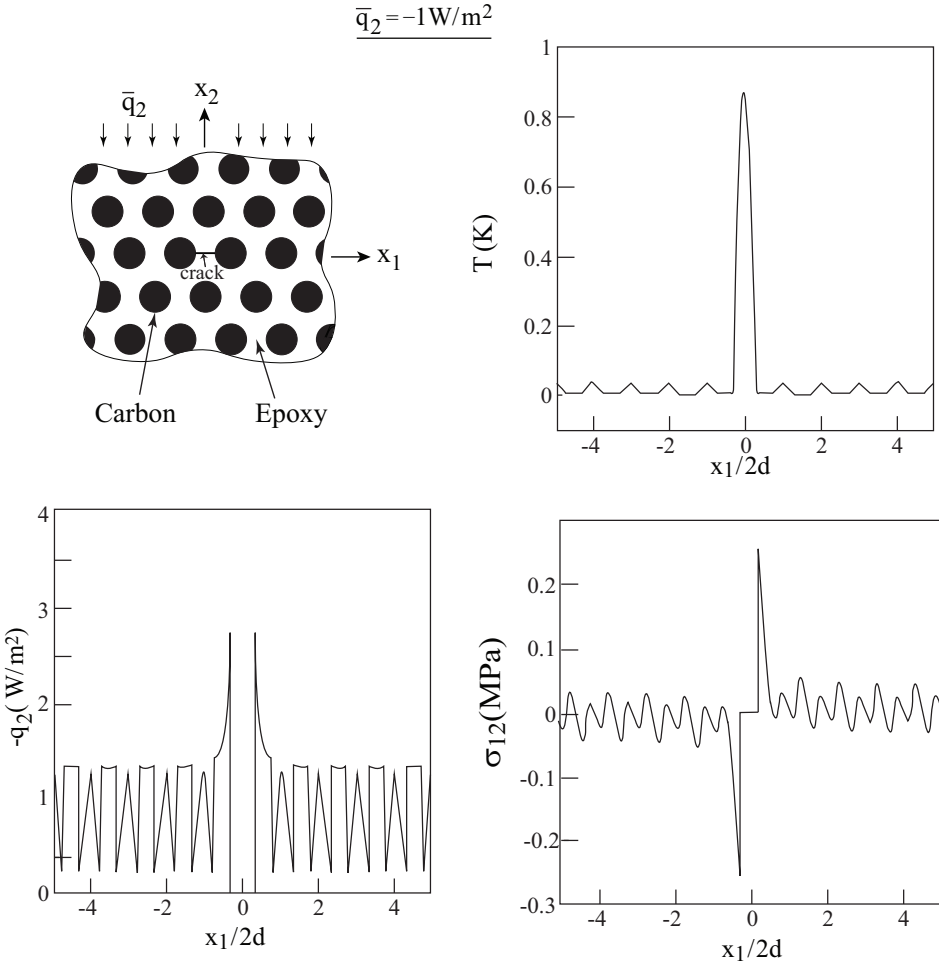 q̅₂ = −1W/m²
x₂
q̅₂
x₁
crack
Carbon
Epoxy
1
0.8
0.6
0.4
0.2
0
T(K)
-4
-2
0
2
4
x₁/2d
4
3
2
1
0
-q₂( W/m²)
-4
-2
0
2
4
x₁/2d
0.2
0.1
0
-0.1
-0.2
-0.3
σ₁₂(MPa)
-4
-2
0
2
4
x₁/2d